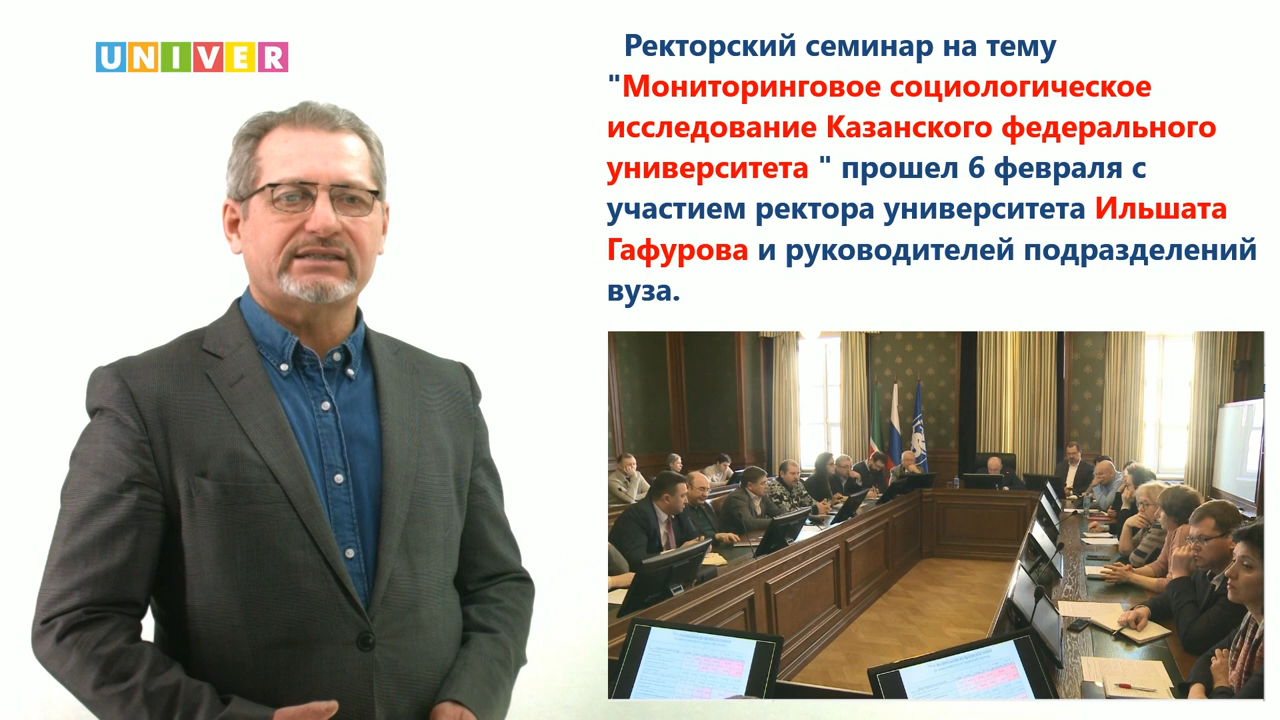 UNIVER
Ректорский семинар на тему
"Мониторинговое социологическое
исследование Казанского федерального
университета " прошел 6 февраля с
участием ректора университета Ильшата
Гафурова и руководителей подразделений
вуза.